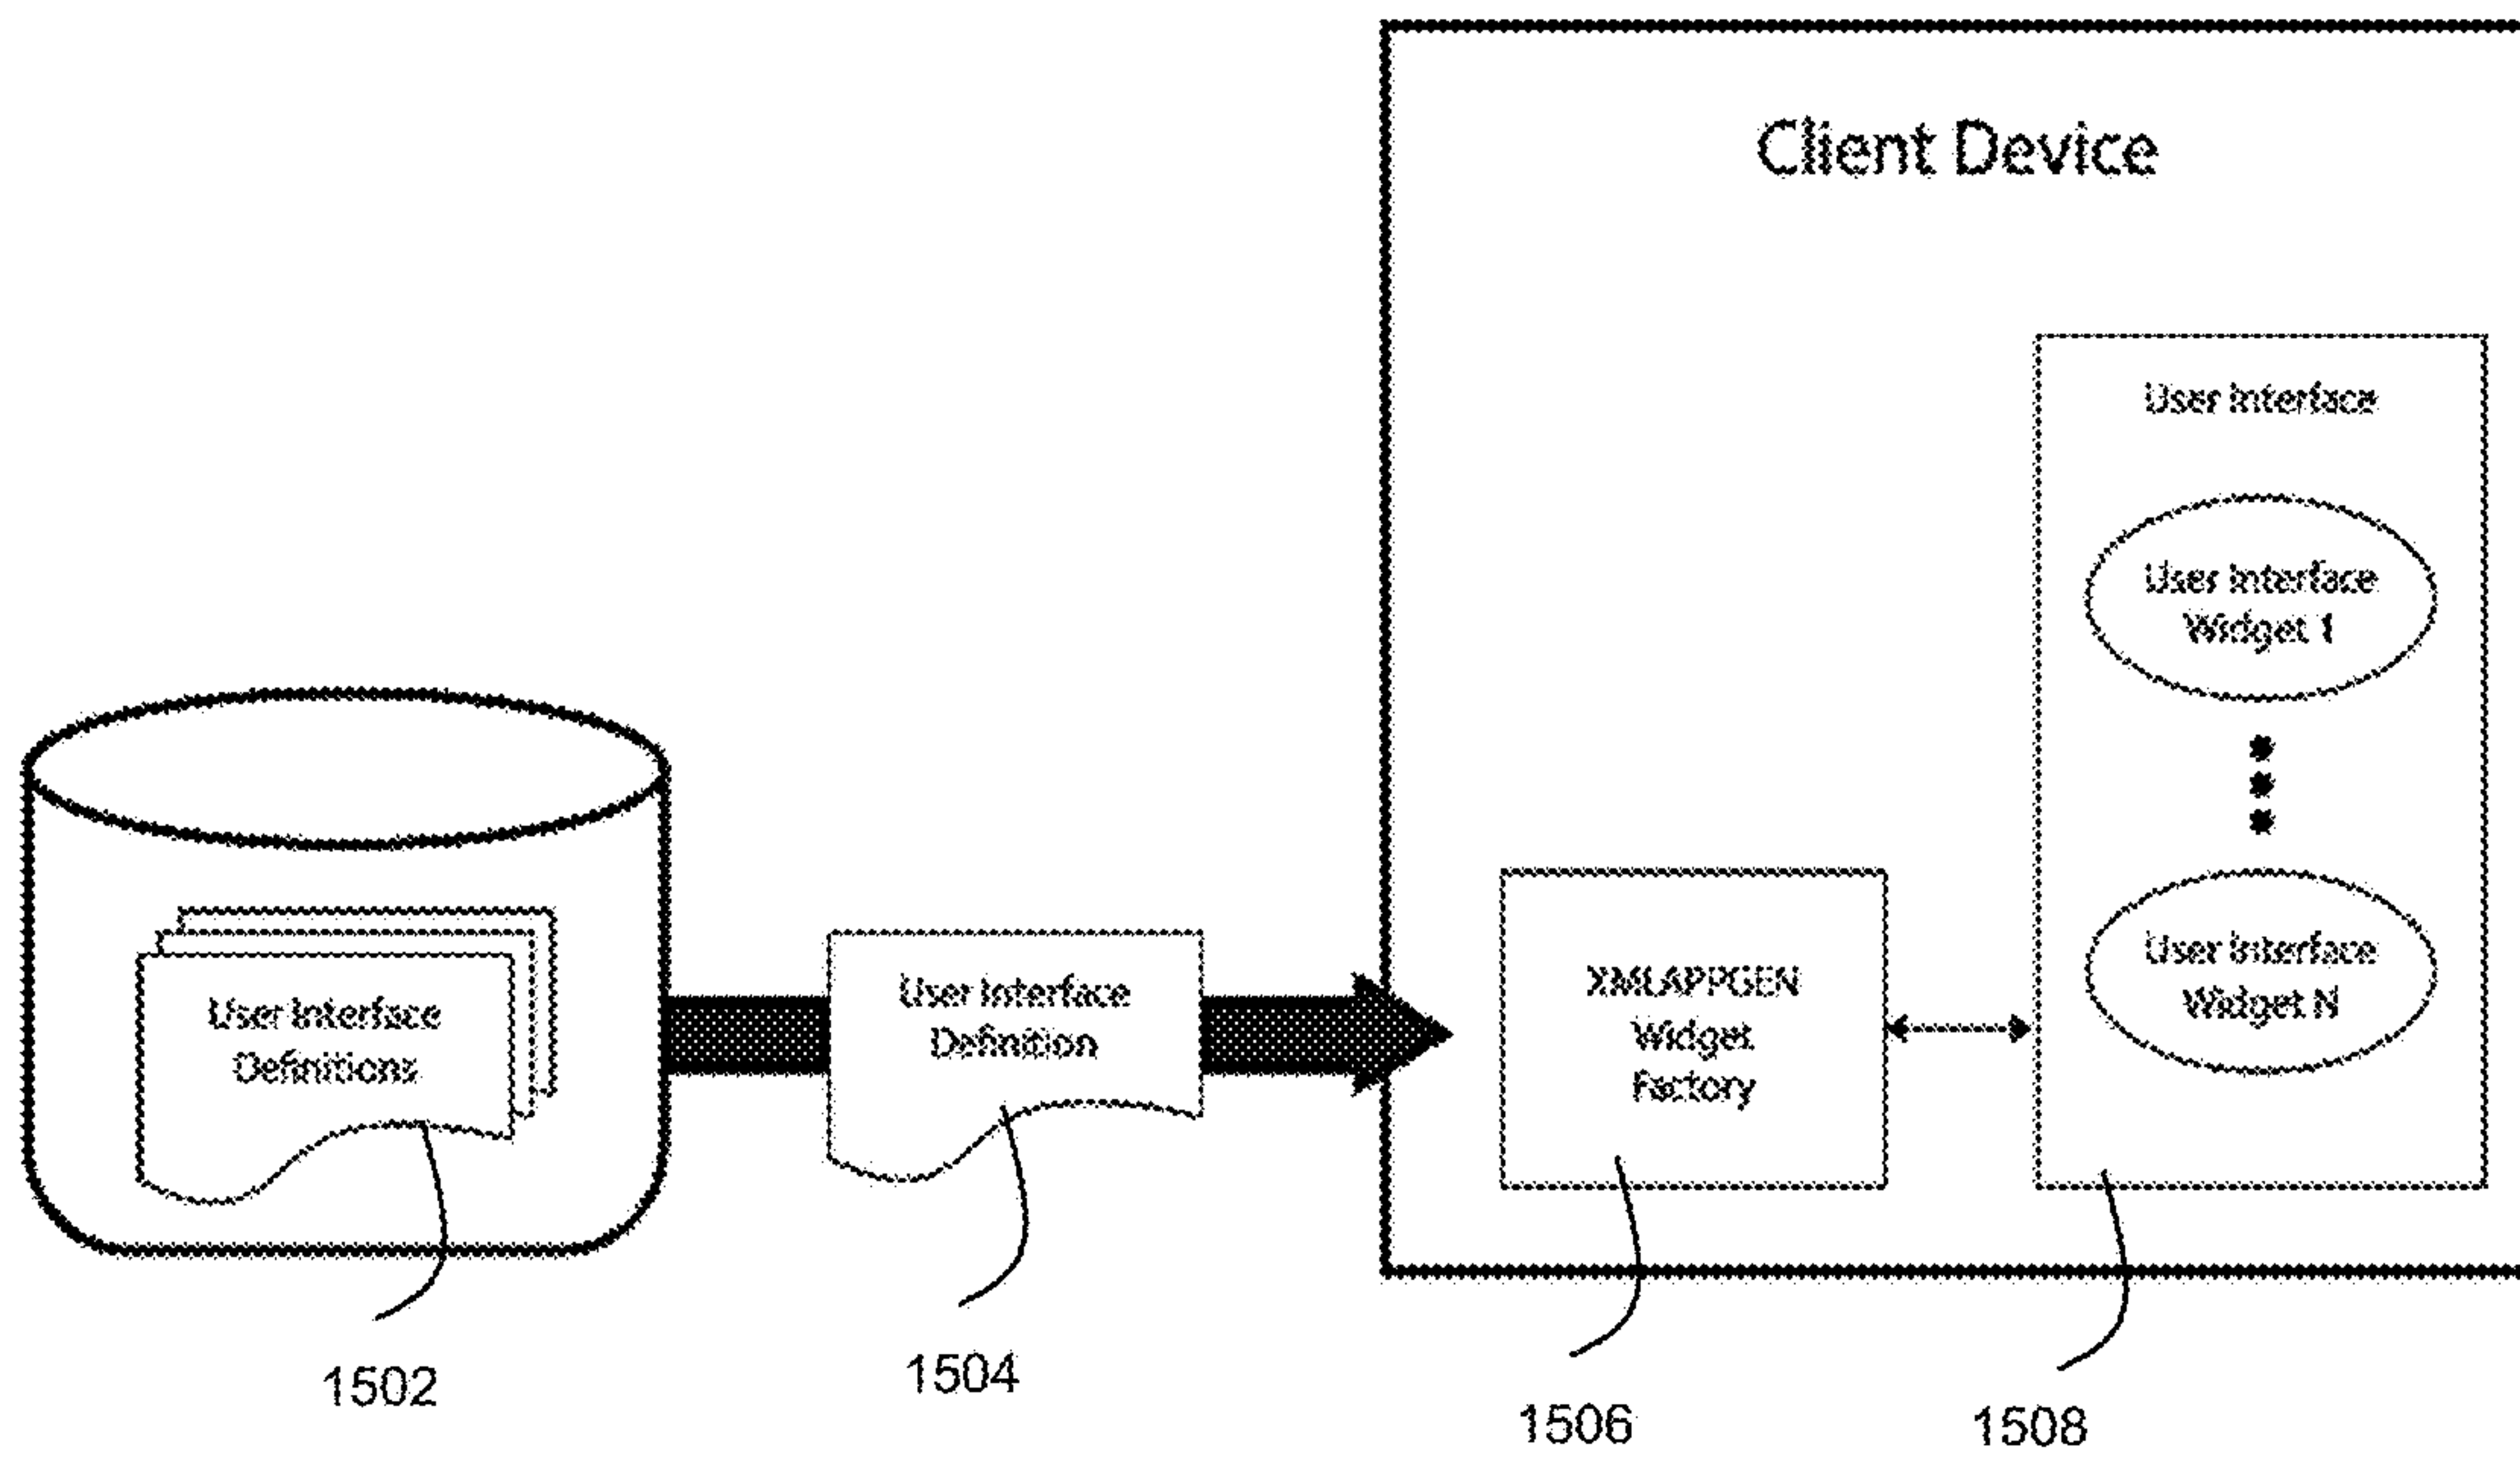 Client Device
User Interface
User Interface
Widget 1
User Interface
Definitions
User Interface
Definition
XMLAPPGEN
Widget
Factory
User Interface
Widget N
1502
1504
1506
1508